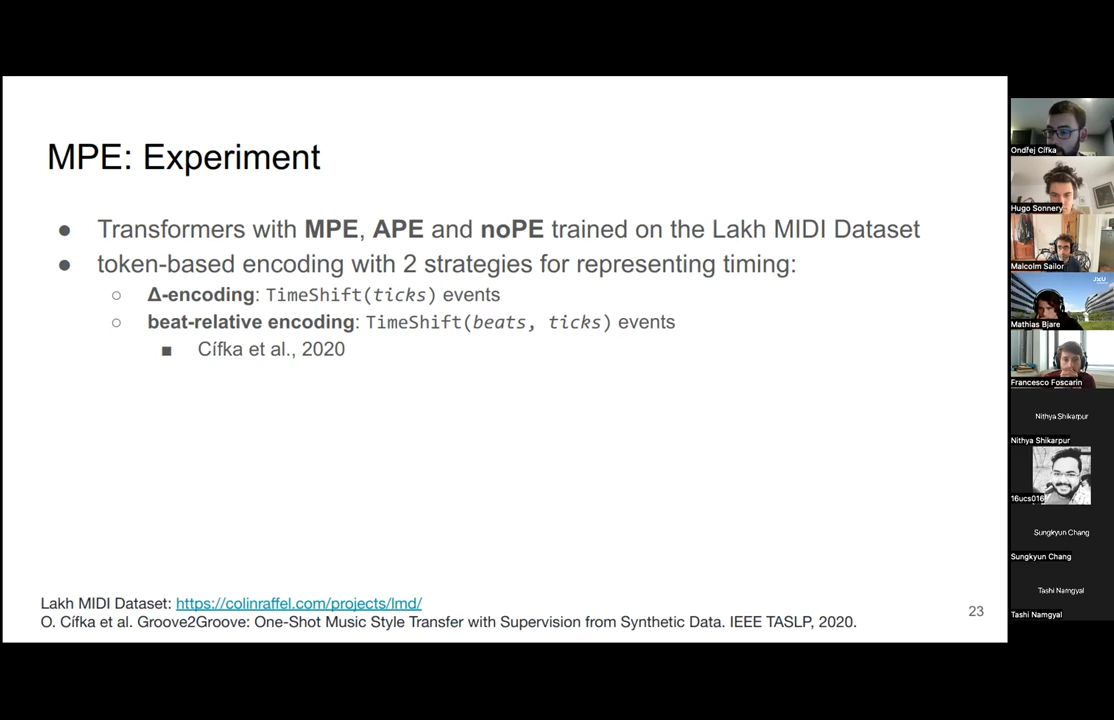 MPE: Experiment
● Transformers with MPE, APE and noPE trained on the Lakh MIDI Dataset
● token-based encoding with 2 strategies for representing timing:
○ Δ-encoding: TimeShift(ticks) events
○ beat-relative encoding: TimeShift(beats, ticks) events
■ Cífka et al., 2020
Lakh MIDI Dataset: https://colinraffel.com/projects/lmd/
O. Cífka et al. Groove2Groove: One-Shot Music Style Transfer with Supervision from Synthetic Data. IEEE TASLP, 2020.
23
Ondřej Cífka
Hugo Sonnery
Malcolm Sailor
JKU
Mathias Bjare
Francesco Foscarin
Nithya Shikarpur
Nithya Shikarpur
16ucs016
Sungkyun Chang
Sungkyun Chang
Tashi Namgyal
Tashi Namgyal